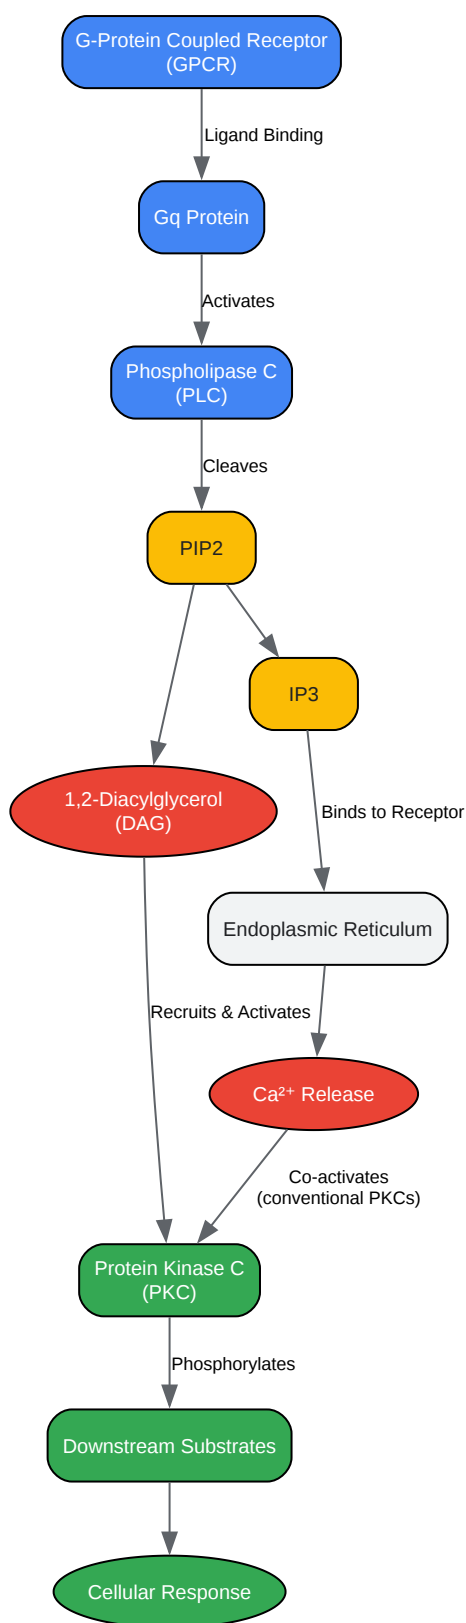 G-Protein Coupled Receptor
(GPCR)
Ligand Binding
Gq Protein
Activates
Phospholipase C
(PLC)
Cleaves
PIP2
IP3
1,2-Diacylglycerol
(DAG)
Binds to Receptor
Endoplasmic Reticulum
Recruits & Activates
Ca²⁺ Release
Co-activates
(conventional PKCs)
Protein Kinase C
(PKC)
Phosphorylates
Downstream Substrates
Cellular Response